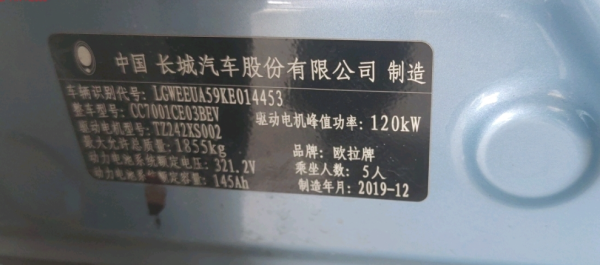 中国 长城汽车股份有限公司 制造
车辆识别代号: LGWEEUA59KE014453
整车型号: CC7001CE03BEV
驱动电机型号: TZ242XS002
驱动电机峰值功率: 120kW
最大允许总质量: 1855kg
品牌: 欧拉牌
动力电池系统额定电压: 321.2V
乘坐人数: 5人
动力电池系统额定容量: 145Ah
制造年月: 2019-12